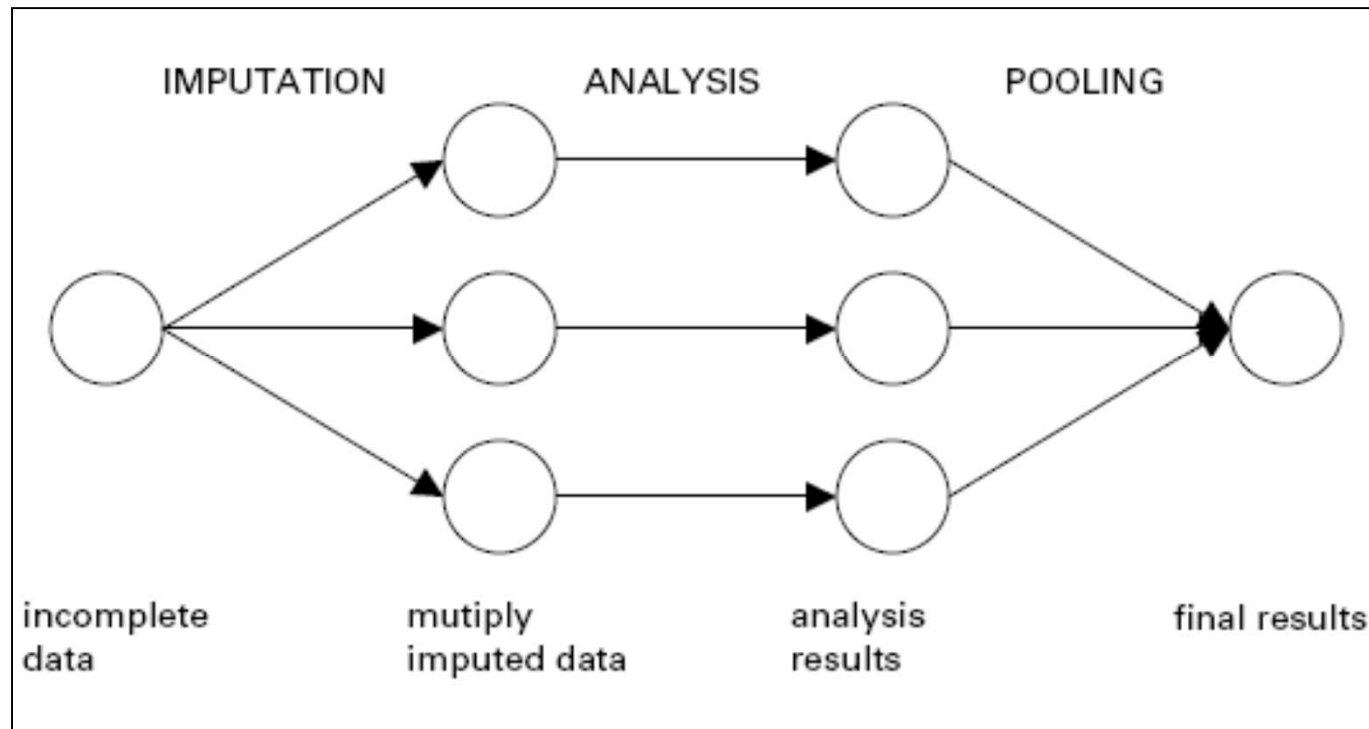 IMPUTATION ANALYSIS POOLING
incomplete
data
mutiply
imputed data
analysis
results
final results